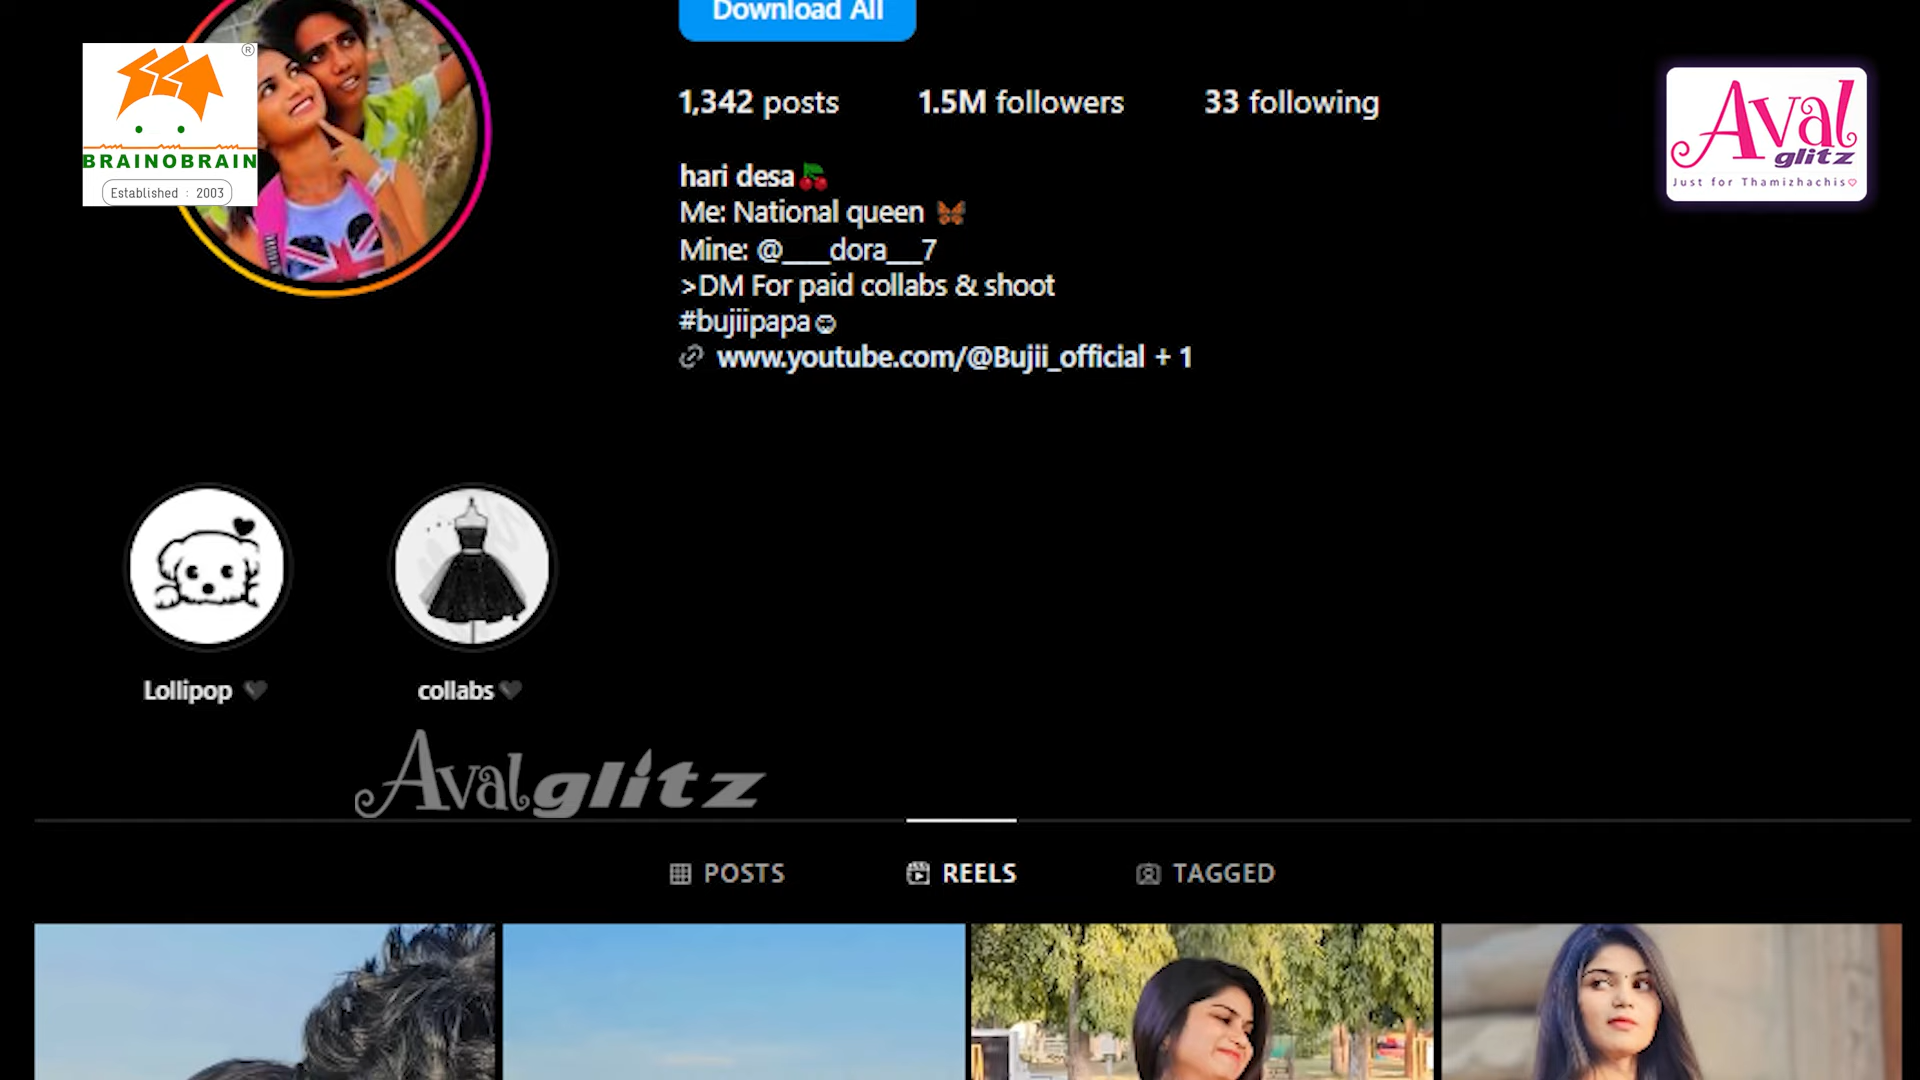 Download All
®
BRAINOBRAIN
Established : 2003
1,342 posts 1.5M followers 33 following
Aval
glitz
Just for Thamizhachis
hari desa🍒
Me: National queen 🦋
Mine: @____dora___7
>DM For paid collabs & shoot
#bujiipapa
www.youtube.com/@Bujii_official + 1
Lollipop 🖤 collabs🖤
Avalglitz
POSTS REELS TAGGED